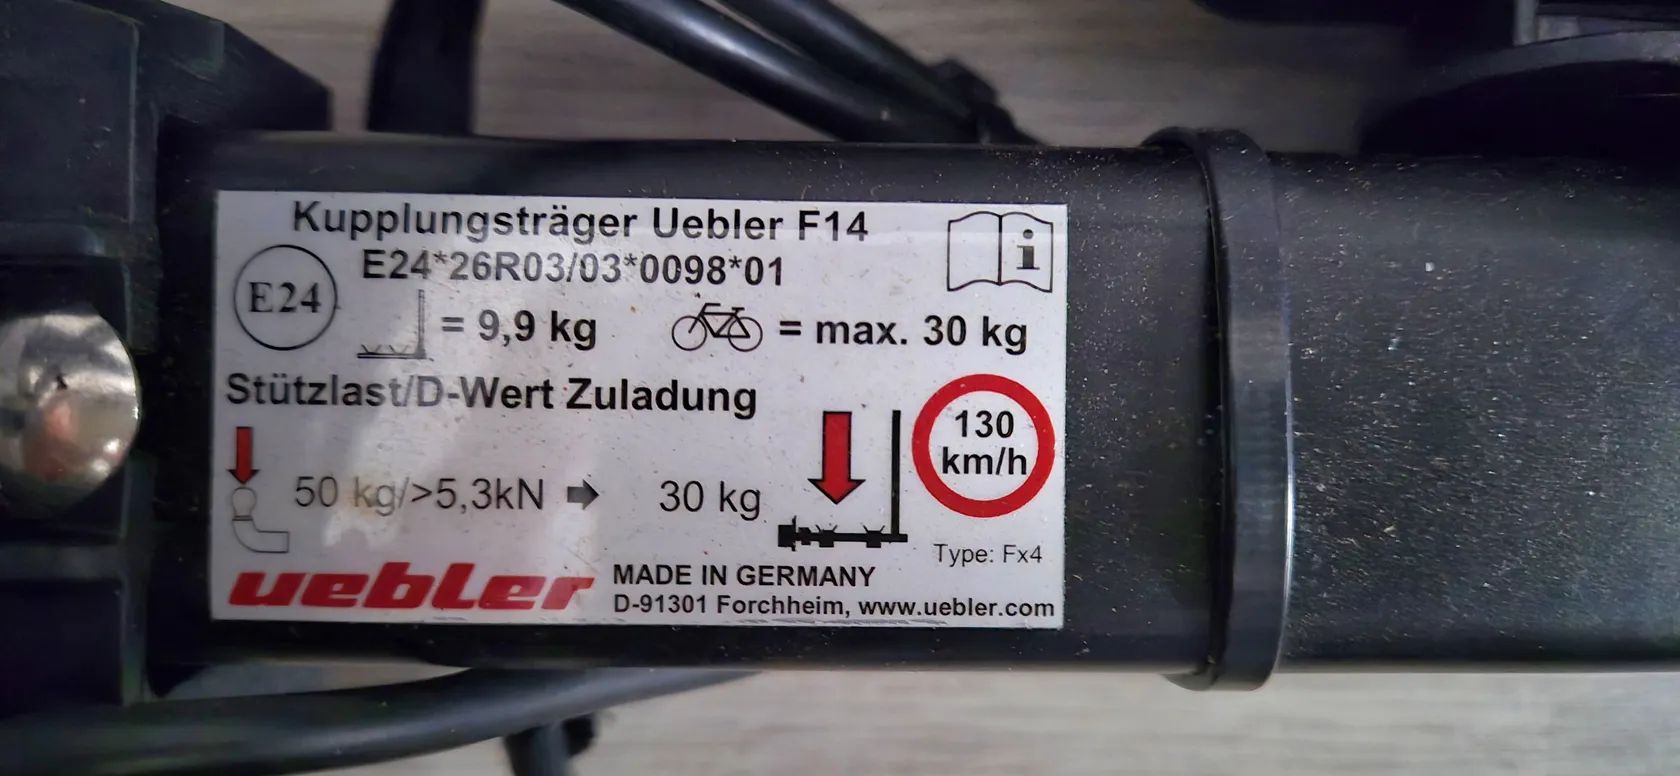 Kupplungsträger Uebler F14
E24*26R03/03*0098*01
i
E24
= 9,9 kg
= max. 30 kg
Stützlast/D-Wert Zuladung
130
km/h
50 kg/>5,3kN
30 kg
Type: Fx4
uebler
MADE IN GERMANY
D-91301 Forchheim, www.uebler.com